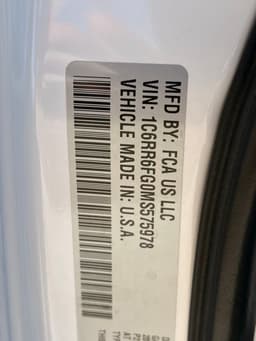 MFD BY: FCA US LLC
VIN: 1C6RR6FG0MS575978
VEHICLE MADE IN: U.S.A.